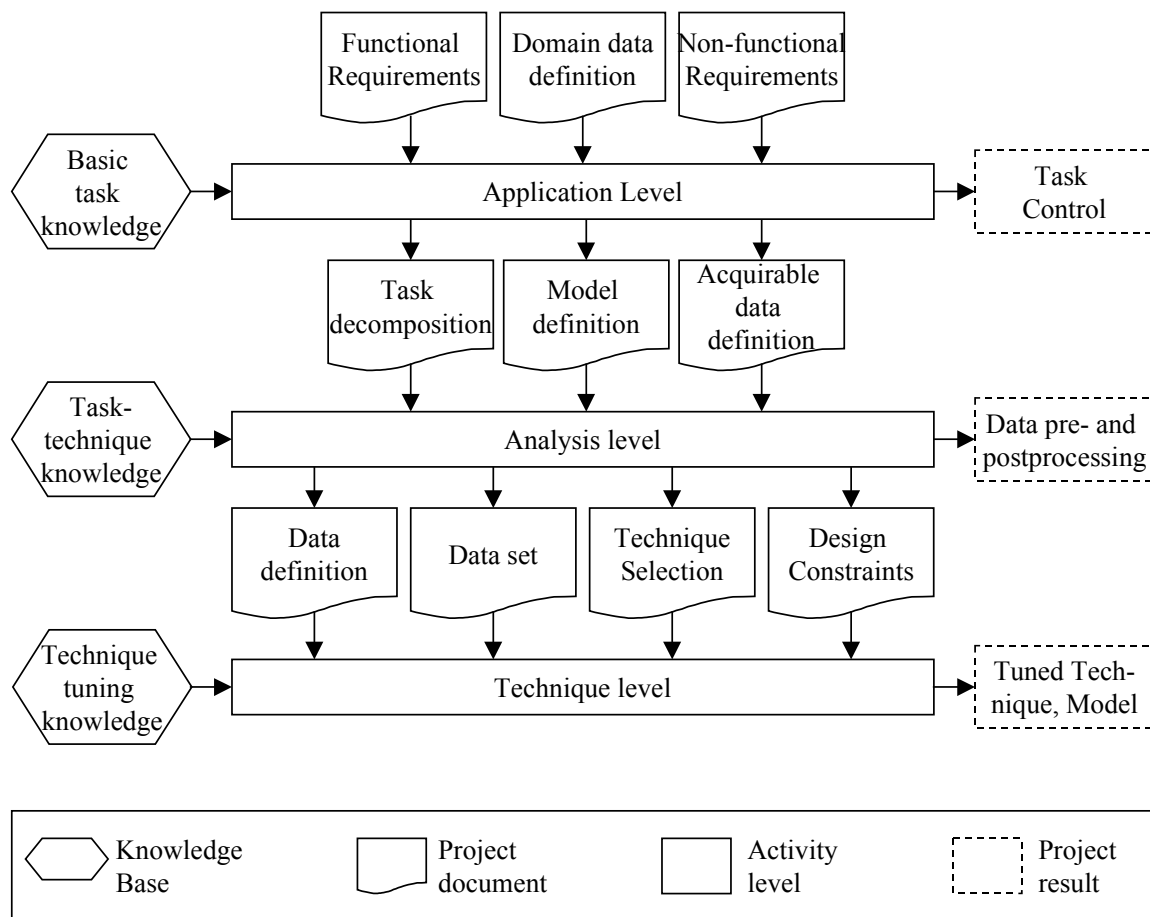 Functional
Requirements
Domain data
definition
Non-functional
Requirements
Basic
task
knowledge
Application Level
Task
Control
Task
decomposition
Model
definition
Acquirable
data
definition
Task-
technique
knowledge
Analysis level
Data pre- and
postprocessing
Data
definition
Data set
Technique
Selection
Design
Constraints
Technique
tuning
knowledge
Technique level
Tuned Tech-
nique, Model
Knowledge
Base
Project
document
Activity
level
Project
result